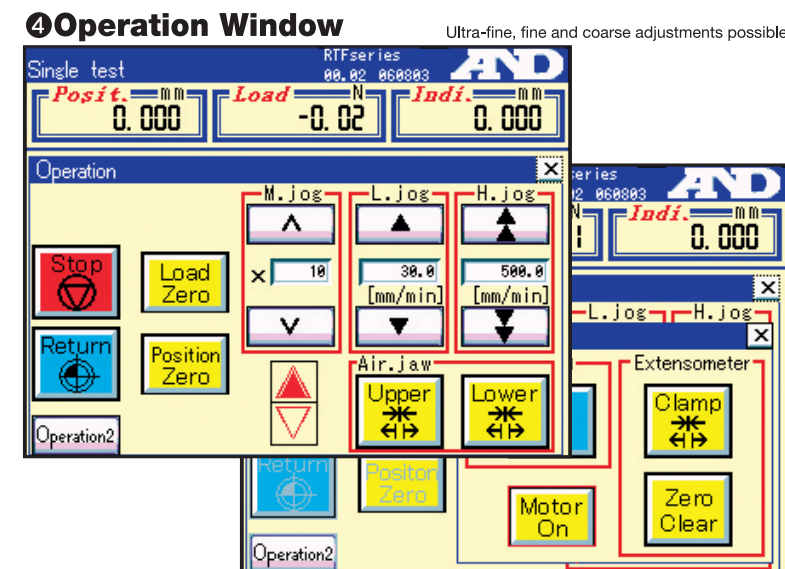 ❹Operation Window
Ultra-fine, fine and coarse adjustments possible
Single test
RTFseries
00.02 060803
AND
Posit. mm
0.000
Load N
-0.02
Indi. mm
0.000
Operation
×
M.jog
L.jog
H.jog
× 10
30.0
[mm/min]
500.0
[mm/min]
Stop
Load
Zero
Return
Position
Zero
Operation2
Air.jaw
Upper
Lower
eries
2 060803
AND
N
Indi. mm
0.000
×
L.jog
H.jog
×
Extensometer
Clamp
Zero
Clear
Motor
On
Return
Positon
Zero
Operation2